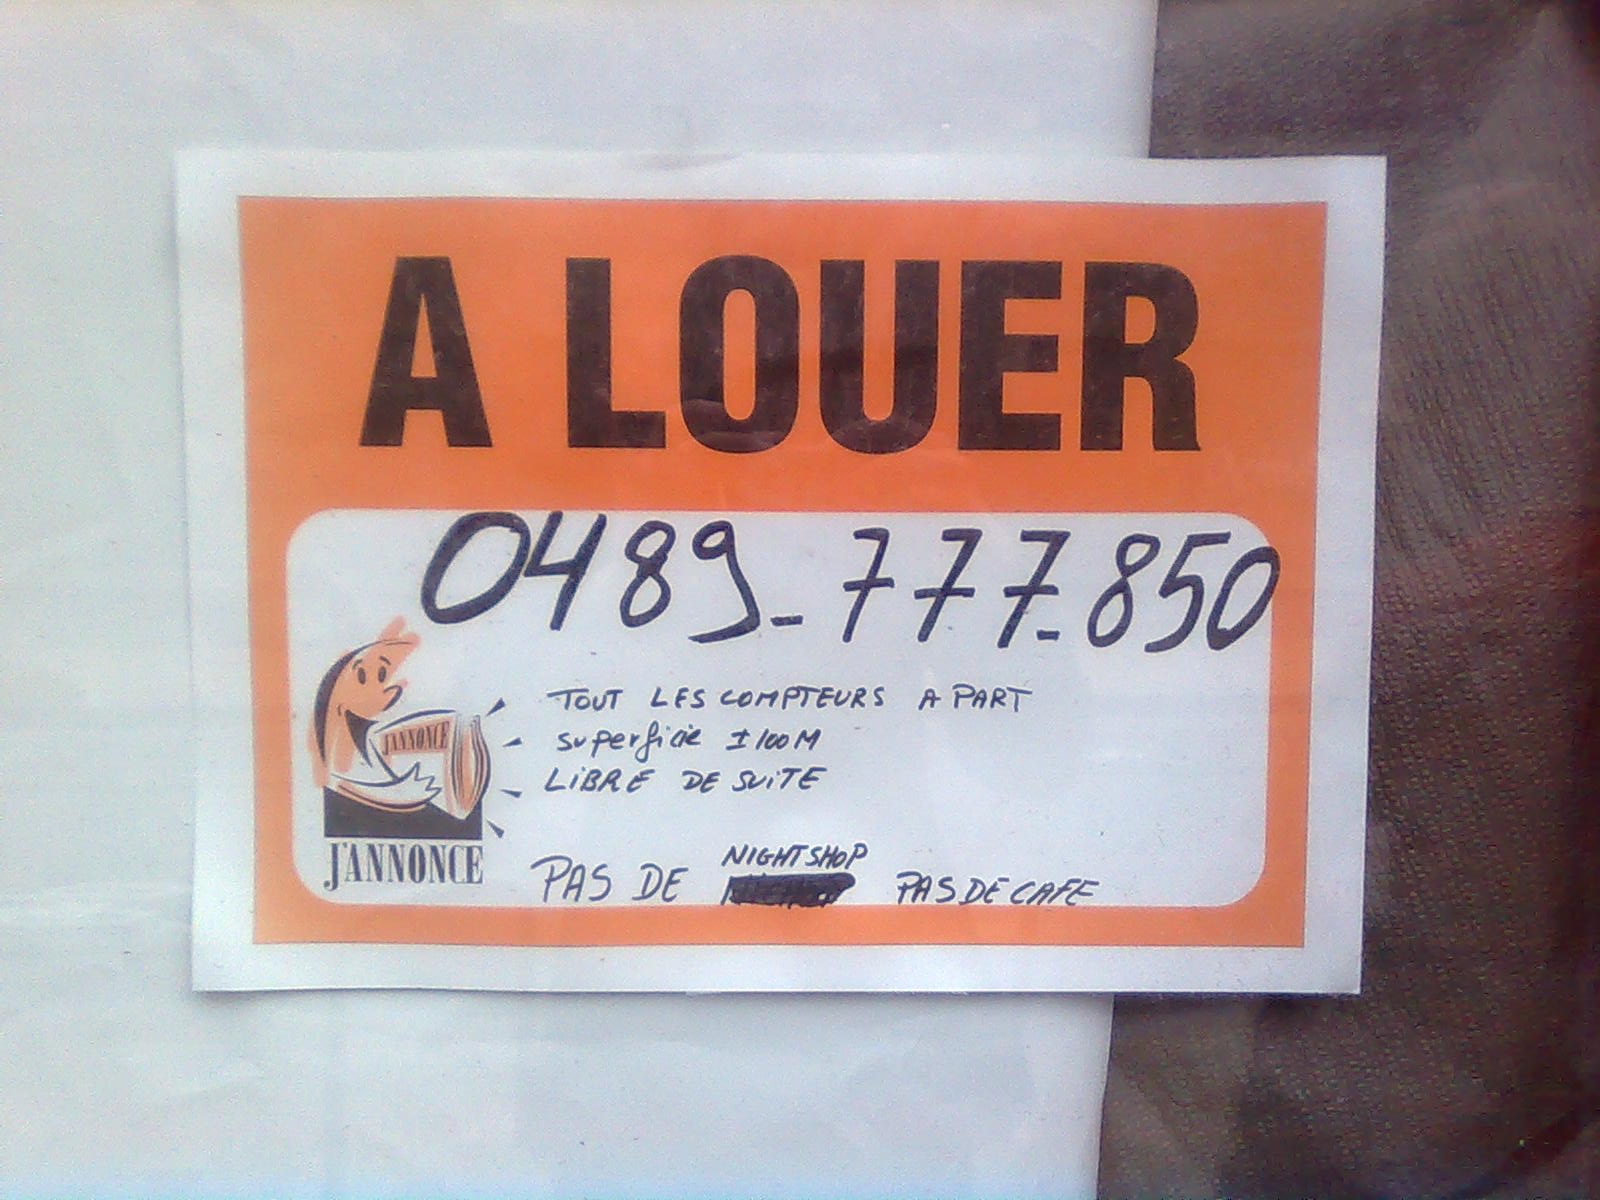 A LOUER
0489-777-850
TOUT LES COMPTEURS A PART
superficie ± 100M
LIBRE DE SUITE
J'ANNONCE
J'ANNONCE
NIGHTSHOP
PAS DE PAS DE CAFE